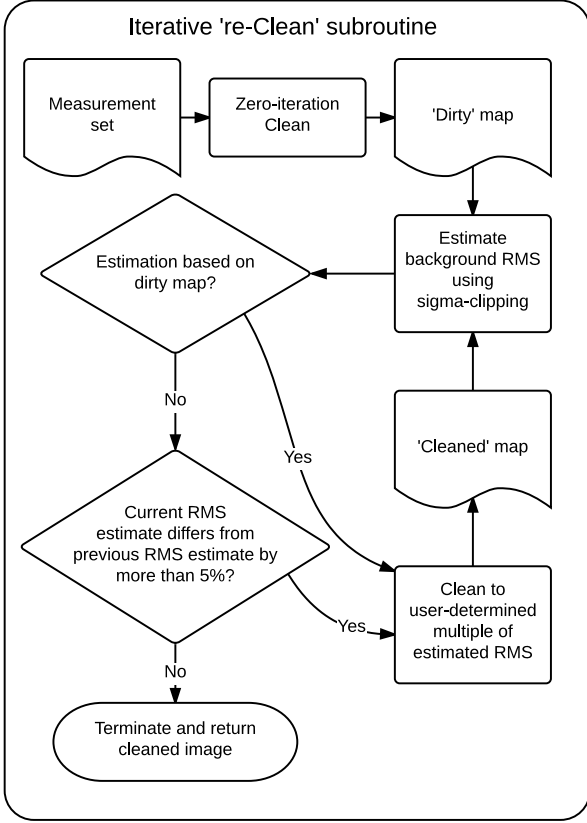 Iterative 're-Clean' subroutine
Measurement
set
Zero-iteration
Clean
'Dirty' map
Estimation based on
dirty map?
Estimate
background RMS
using
sigma-clipping
No
Yes
'Cleaned' map
Current RMS
estimate differs from
previous RMS estimate by
more than 5%?
Yes
Clean to
user-determined
multiple of
estimated RMS
No
Terminate and return
cleaned image